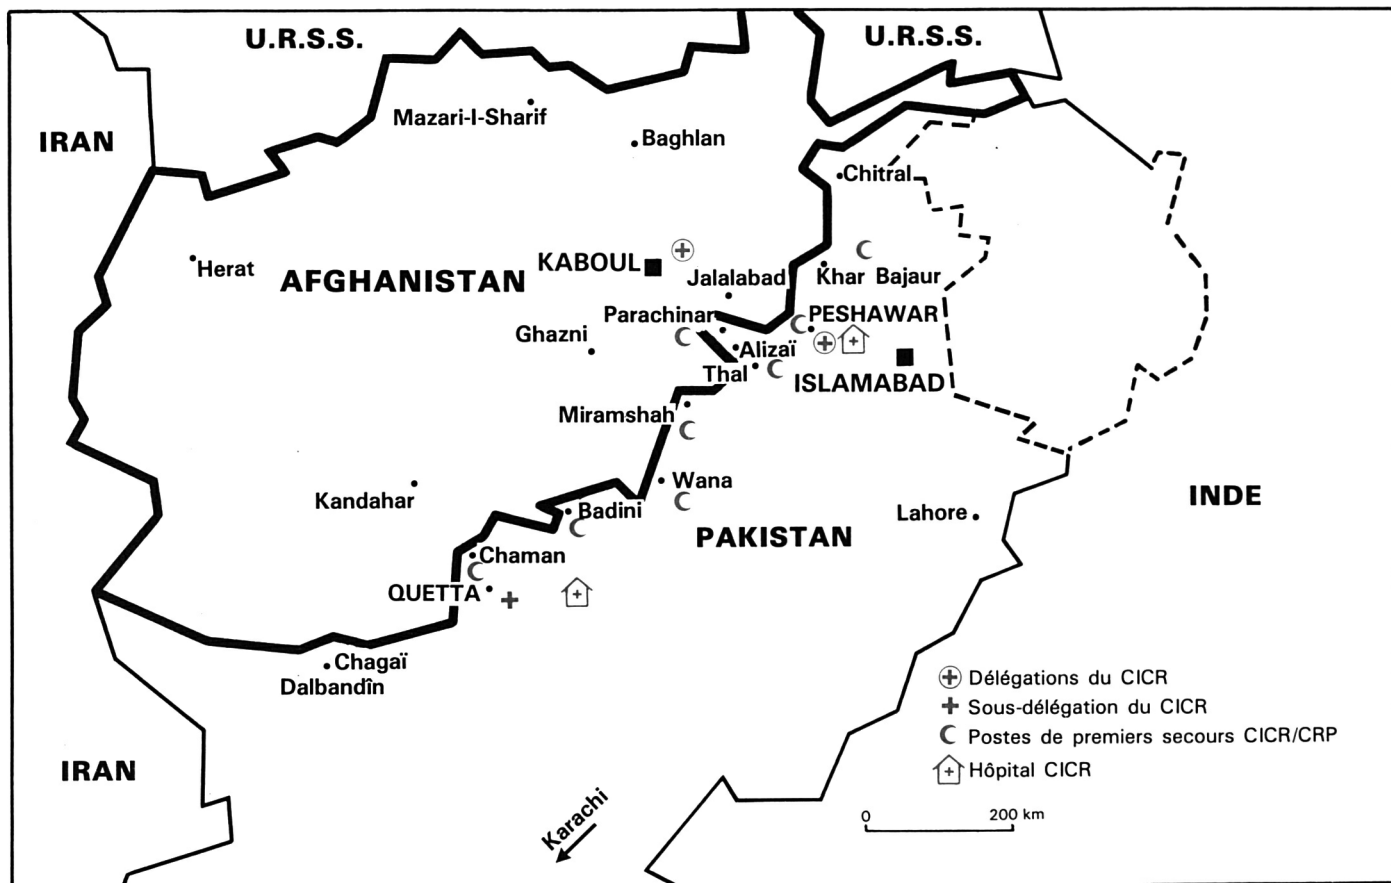 U.R.S.S.
U.R.S.S.
IRAN
Mazari-I-Sharif
Baghlan
Chitral
Herat
AFGHANISTAN
KABOUL
Jalalabad
Khar Bajaur
Parachinar
PESHAWAR
Ghazni
Alizaï
Thal
ISLAMABAD
Miramshah
Wana
Kandahar
Badini
Lahore
INDE
PAKISTAN
Chaman
QUETTA
Chagaï
Dalbandîn
IRAN
Karachi
Délégations du CICR
Sous-délégation du CICR
Postes de premiers secours CICR/CRP
Hôpital CICR
0 200 km